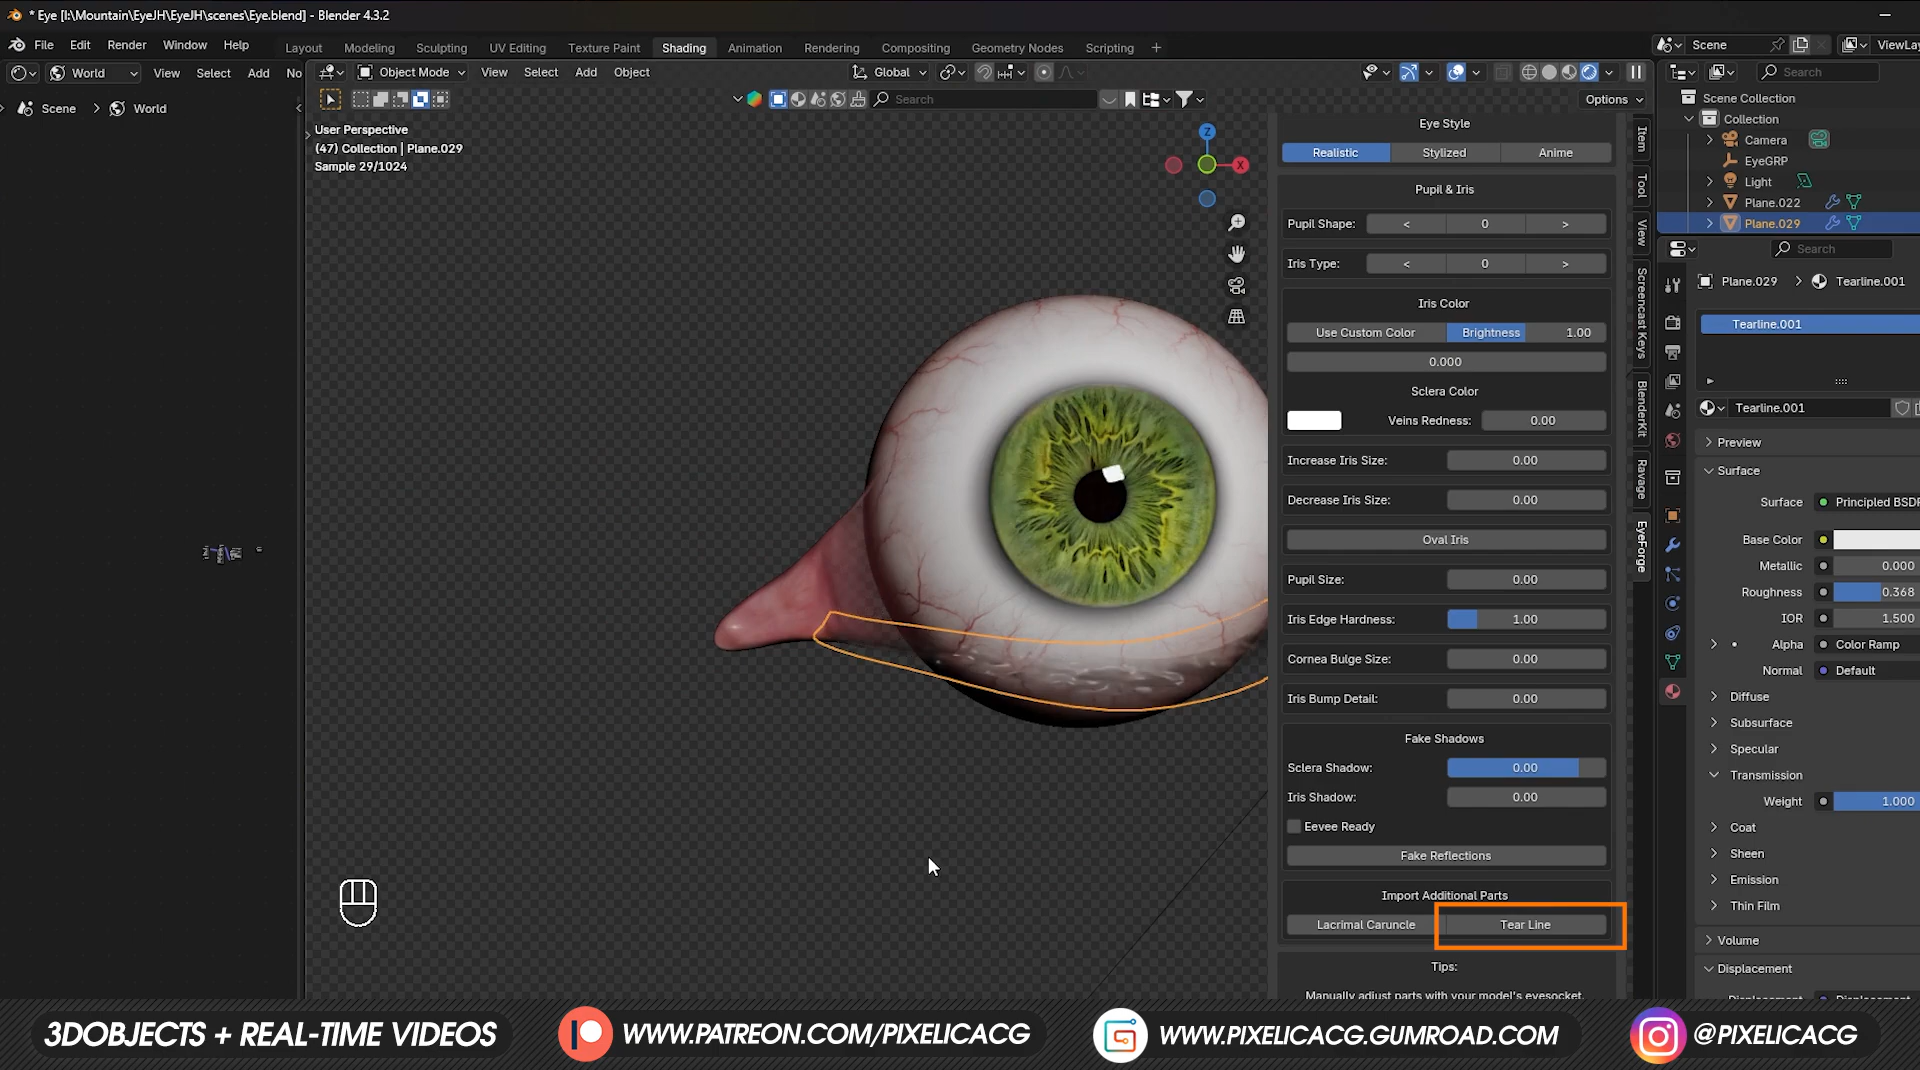 * Eye [I:\Mountain\EyeJH\EyeJH\scenes\Eye.blend] - Blender 4.3.2
File Edit Render Window Help
Layout Modeling Sculpting UV Editing Texture Paint Shading Animation Rendering Compositing Geometry Nodes Scripting +
Scene
ViewLay
World View Select Add No
Object Mode View Select Add Object
Global
Search
Scene > World
Search
Options
User Perspective
(47) Collection | Plane.029
Sample 29/1024
Z
X
Eye Style
Realistic Stylized Anime
Pupil & Iris
Pupil Shape: < 0 >
Iris Type: < 0 >
Iris Color
Use Custom Color Brightness 1.00
0.000
Sclera Color
Veins Redness: 0.00
Increase Iris Size: 0.00
Decrease Iris Size: 0.00
Oval Iris
Pupil Size: 0.00
Iris Edge Hardness: 1.00
Cornea Bulge Size: 0.00
Iris Bump Detail: 0.00
Fake Shadows
Sclera Shadow: 0.00
Iris Shadow: 0.00
Eevee Ready
Fake Reflections
Import Additional Parts
Lacrimal Caruncle Tear Line
Tips:
Manually adjust parts with your model's eyesocket.
Item
Tool
View
Screencast Keys
BlenderKit
Ravage
EyeForge
Scene Collection
Collection
Camera
EyeGRP
Light
Plane.022
Plane.029
Search
Plane.029 > Tearline.001
Tearline.001
Tearline.001
Preview
Surface
Surface Principled BSDF
Base Color
Metallic 0.000
Roughness 0.368
IOR 1.500
Alpha Color Ramp
Normal Default
Diffuse
Subsurface
Specular
Transmission
Weight 1.000
Coat
Sheen
Emission
Thin Film
Volume
Displacement
3DOBJECTS + REAL-TIME VIDEOS
WWW.PATREON.COM/PIXELICACG
WWW.PIXELICACG.GUMROAD.COM
@PIXELICACG